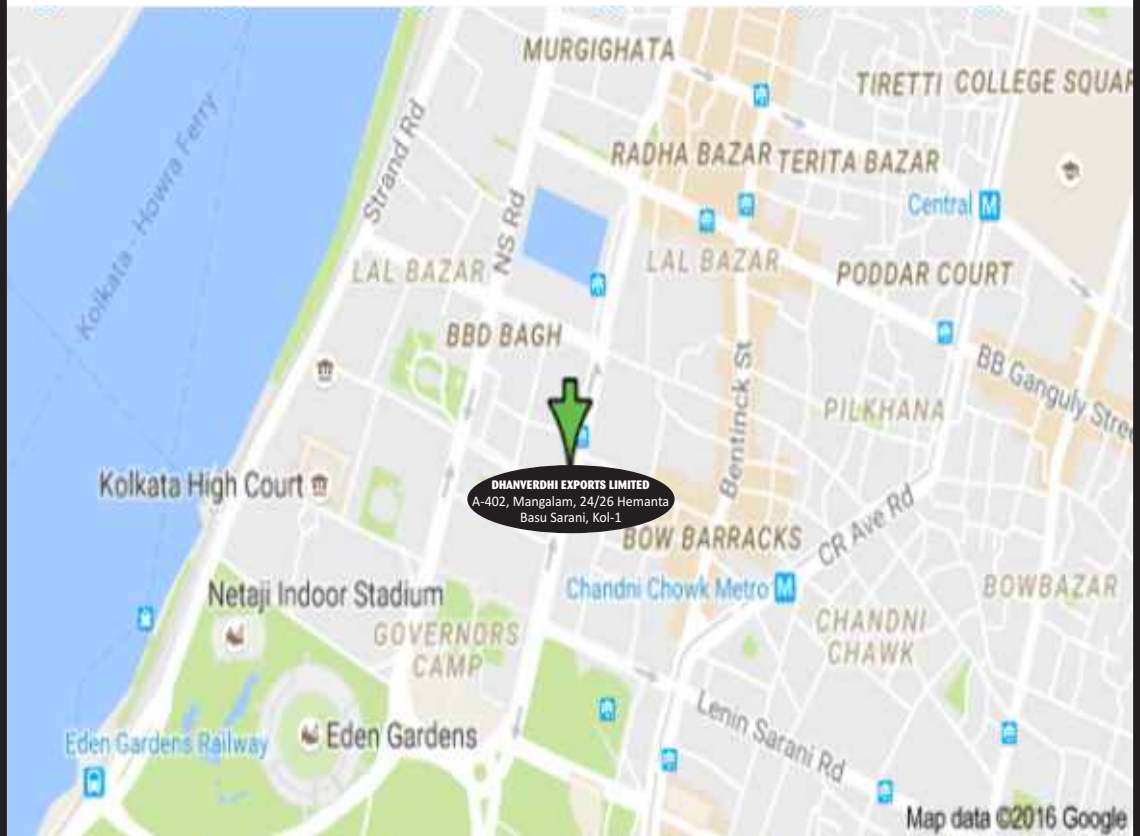 MURGIGHATA
TIRETTI COLLEGE SQUAR
Kolkata - Howra Ferry
Strand Rd
RADHA BAZAR
TERITA BAZAR
Central M
NS Rd
LAL BAZAR
LAL BAZAR
PODDAR COURT
BBD BAGH
BB Ganguly Stree
Bentinck St
PILKHANA
Kolkata High Court
DHANVERDHI EXPORTS LIMITED
A-402, Mangalam, 24/26 Hemanta
Basu Sarani, Kol-1
BOW BARRACKS
CR Ave Rd
Chandni Chowk Metro M
BOWBAZAR
Netaji Indoor Stadium
GOVERNORS
CAMP
CHANDNI
CHAWK
Lenin Sarani Rd
Eden Gardens Railway
Eden Gardens
Map data ©2016 Google